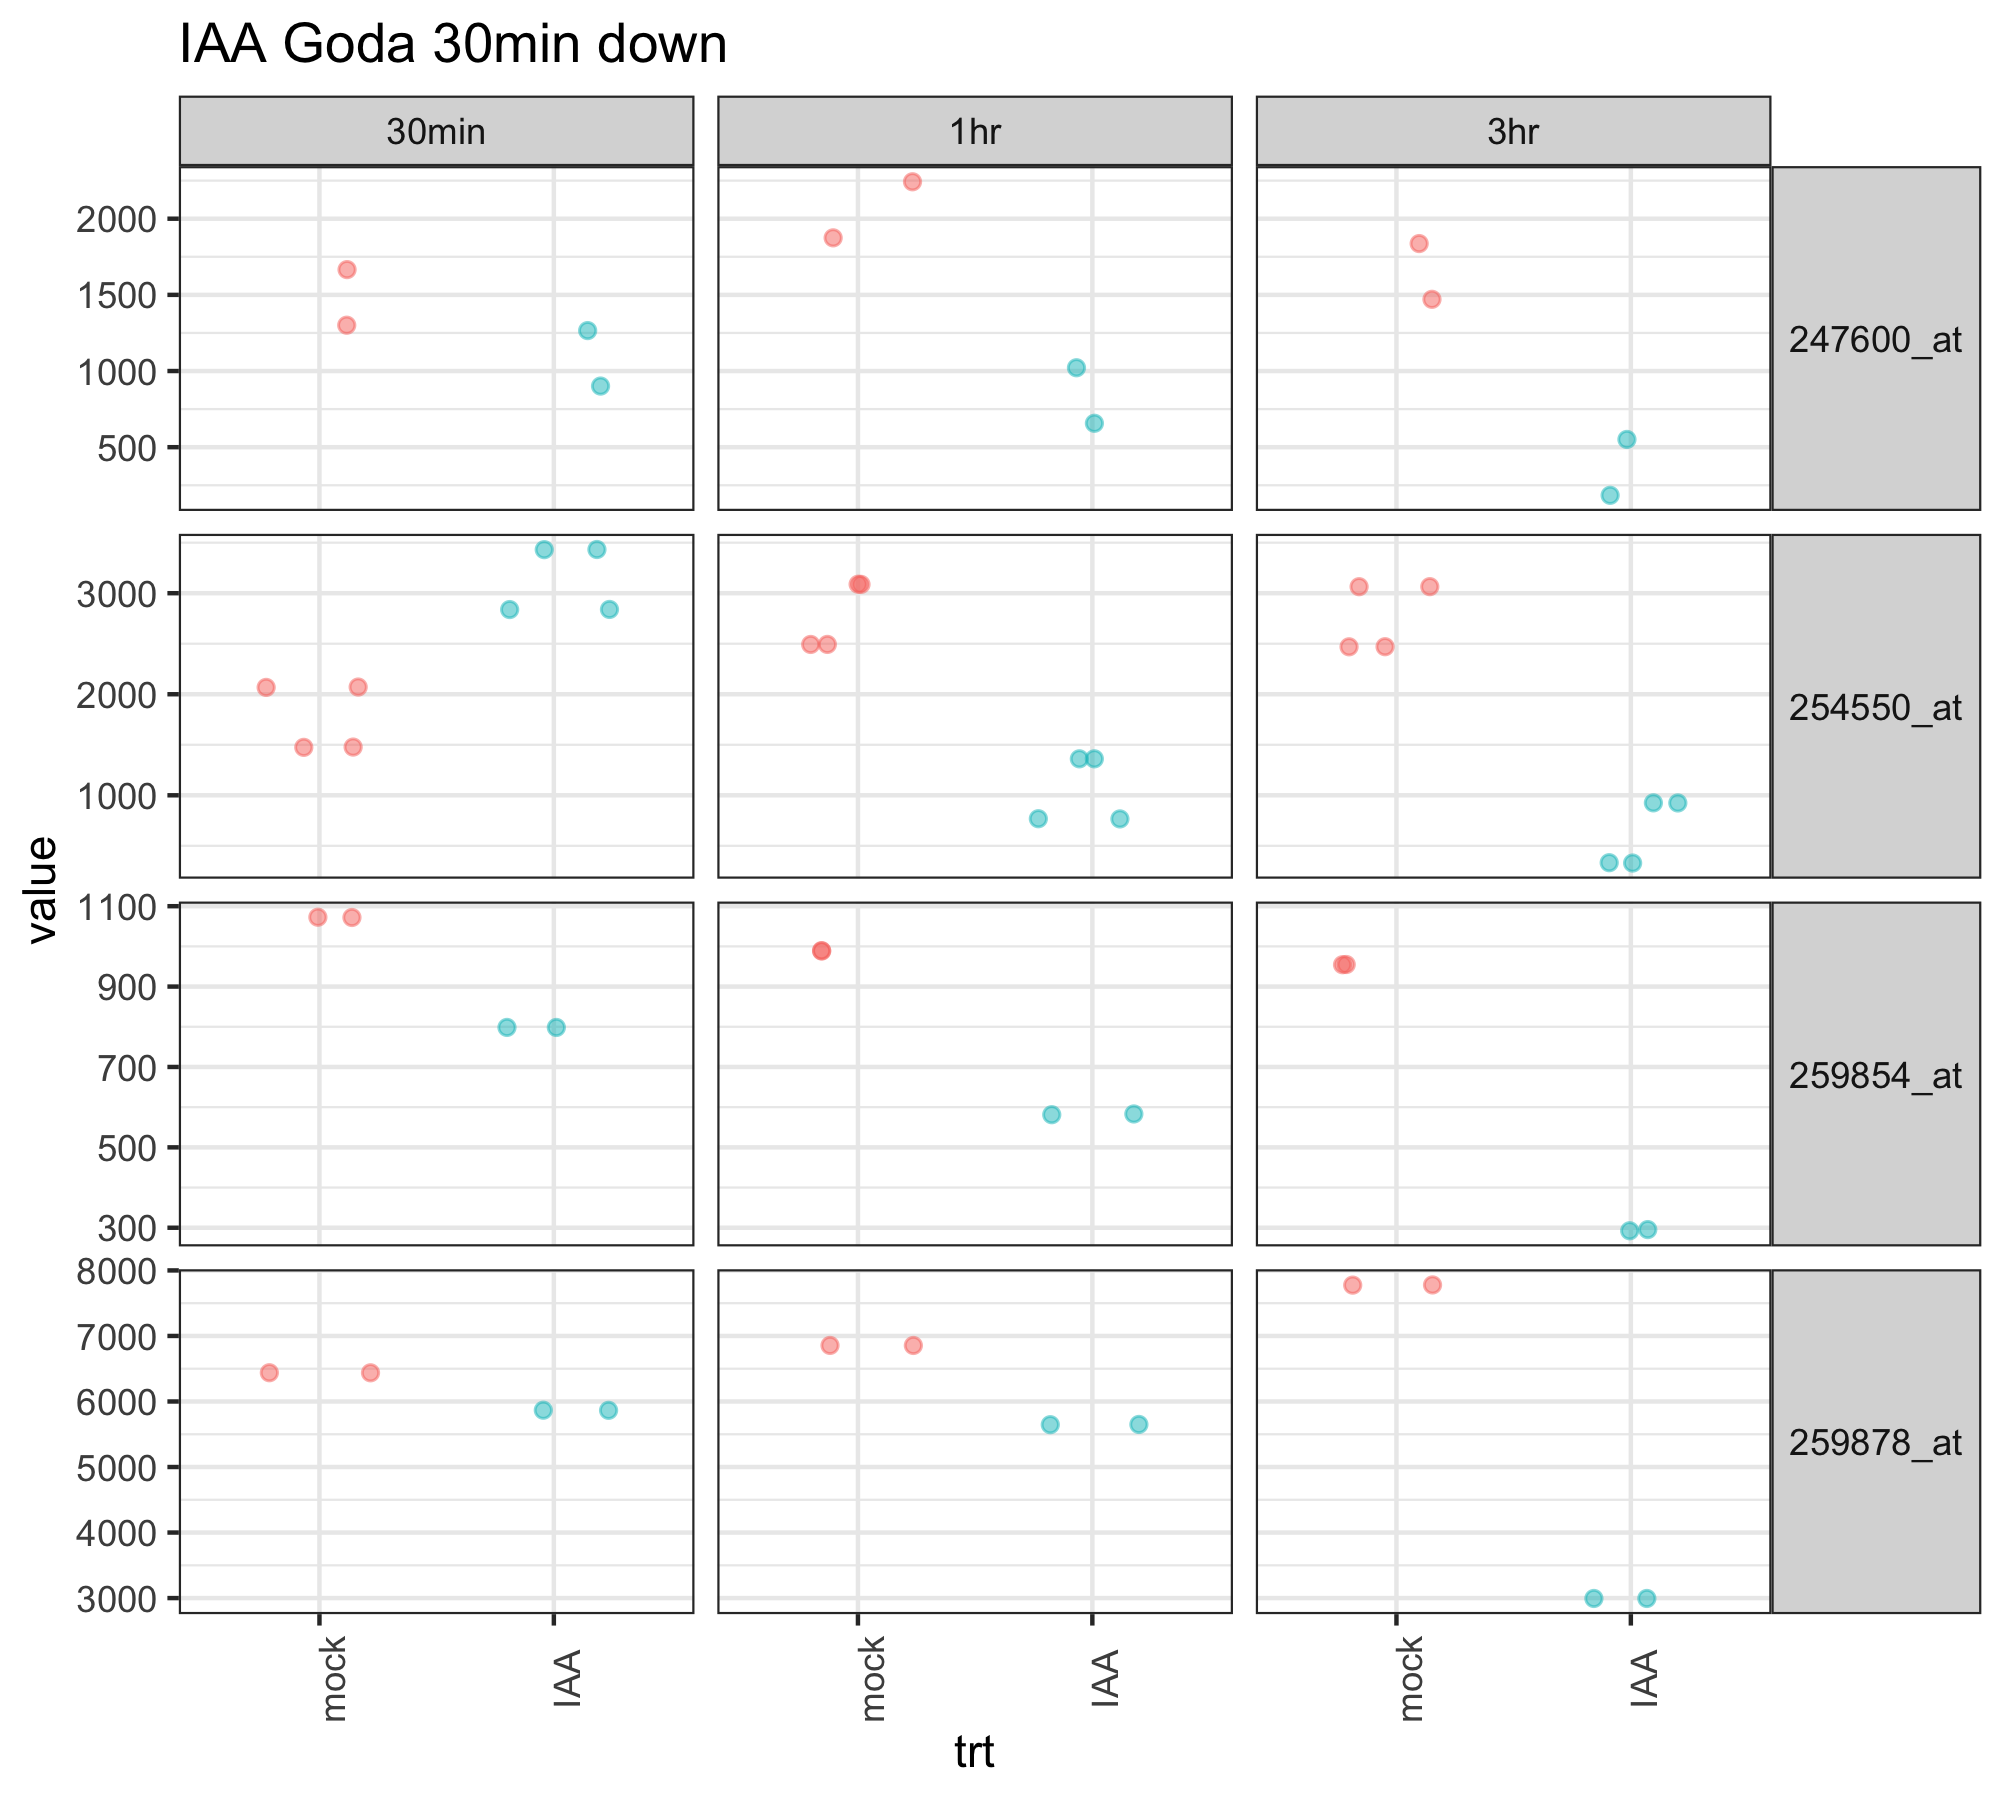 IAA Goda 30min down
30min 1hr 3hr
2000
1500
1000
500
247600_at
3000
2000
1000
254550_at
value
1100
900
700
500
300
259854_at
8000
7000
6000
5000
4000
3000
259878_at
mock IAA mock IAA mock IAA
trt